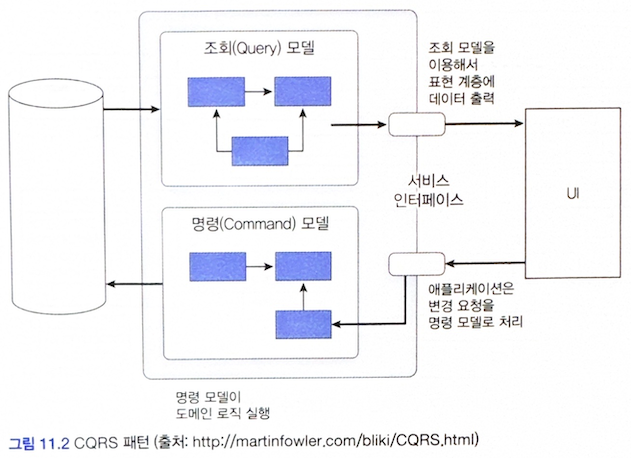 조회(Query) 모델
조회 모델을
이용해서
표현 계층에
데이터 출력
서비스
인터페이스
UI
명령(Command) 모델
애플리케이션은
변경 요청을
명령 모델로 처리
명령 모델이
도메인 로직 실행
그림 11.2 CQRS 패턴 (출처: http://martinfowler.com/bliki/CQRS.html)